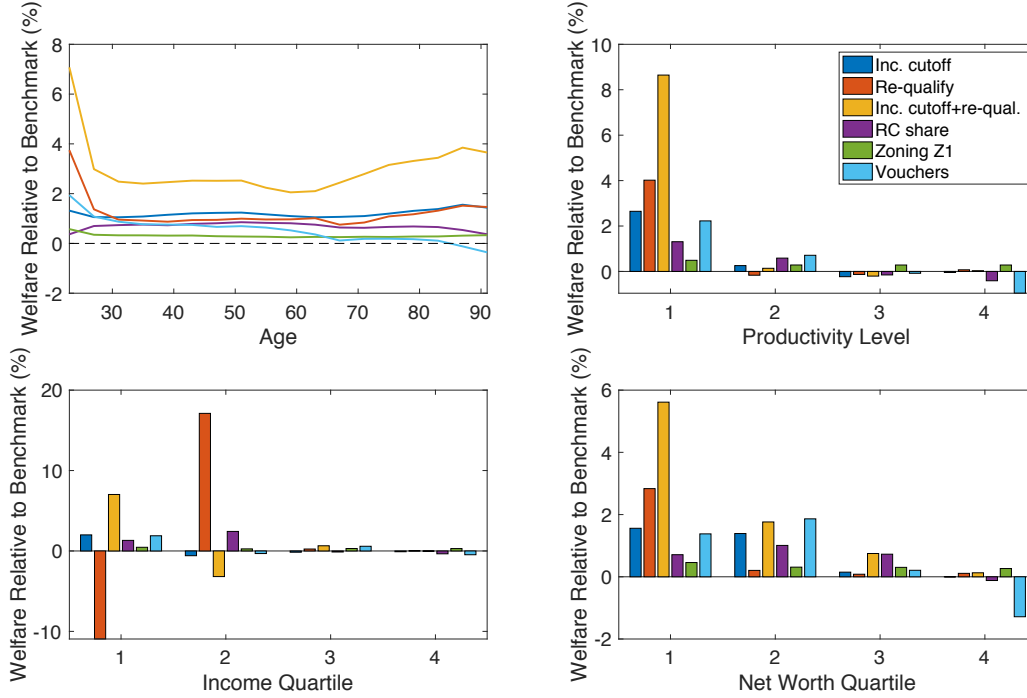 Welfare Relative to Benchmark (%)
8
6
4
2
0
-2
30
40
50
60
70
80
90
Age
Welfare Relative to Benchmark (%)
10
8
6
4
2
0
1
2
3
4
Productivity Level
Inc. cutoff
Re-qualify
Inc. cutoff+re-qual.
RC share
Zoning Z1
Vouchers
Welfare Relative to Benchmark (%)
20
10
0
-10
1
2
3
4
Income Quartile
Welfare Relative to Benchmark (%)
6
4
2
0
-2
1
2
3
4
Net Worth Quartile